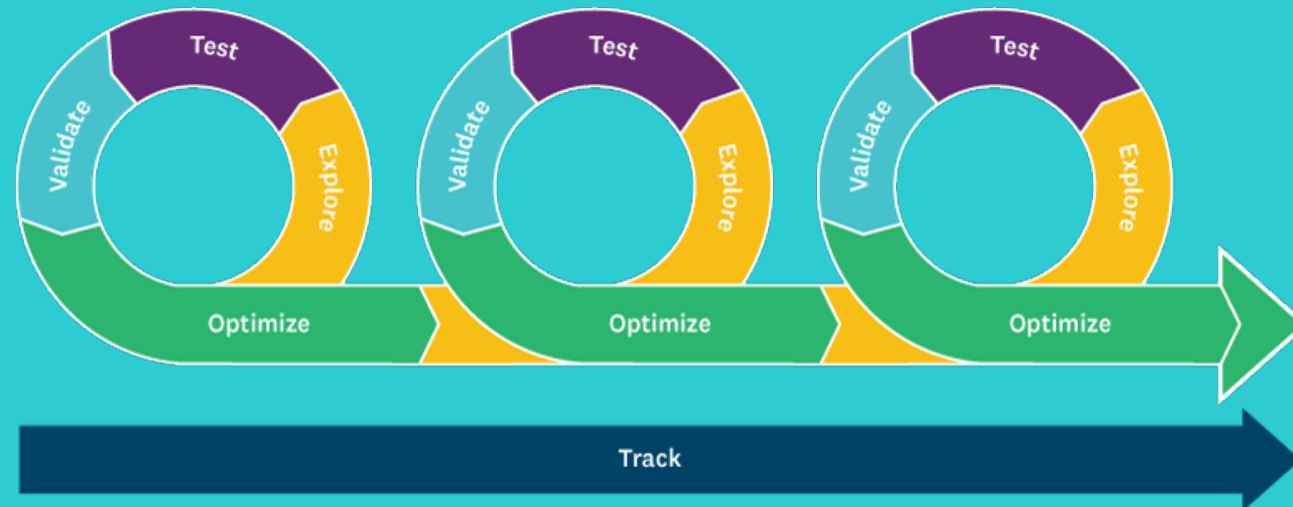 Test
Validate
Explore
Optimize
Test
Validate
Explore
Optimize
Test
Validate
Explore
Optimize
Track